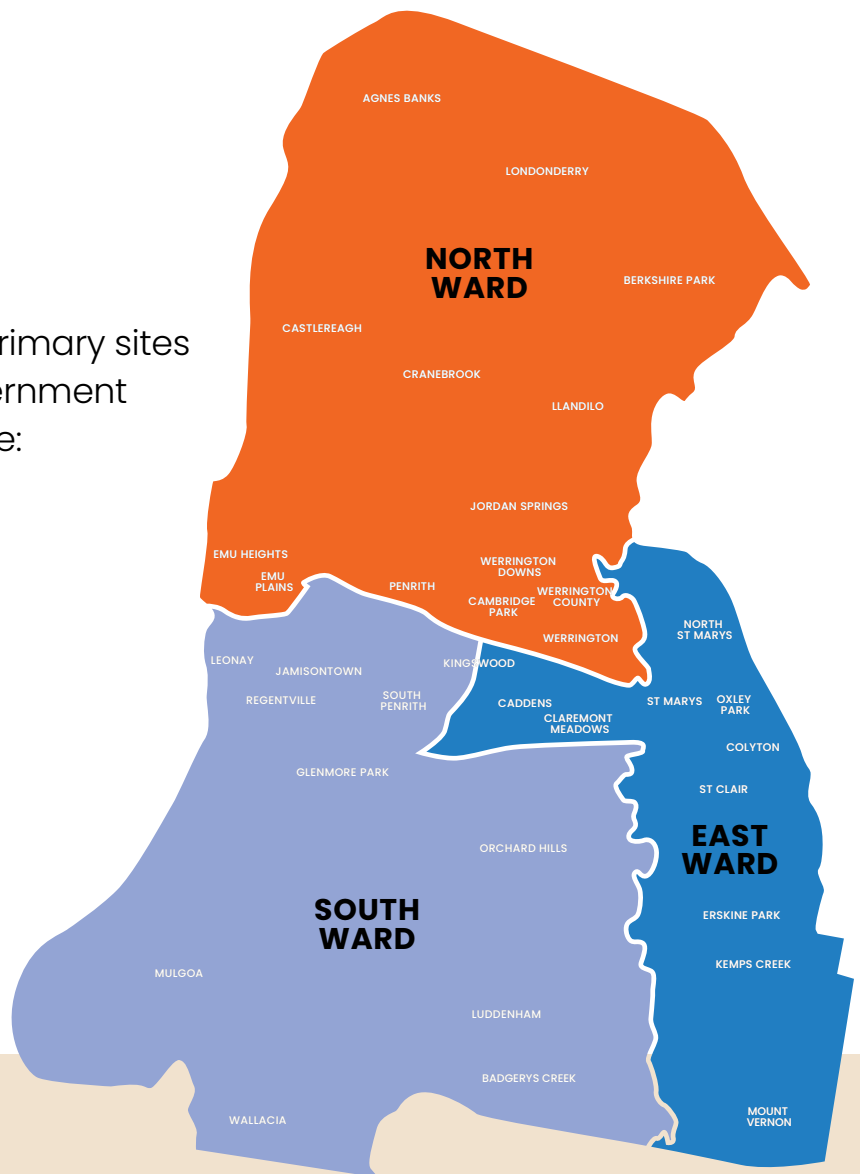 AGNES BANKS
LONDONDERRY
NORTH
WARD
BERKSHIRE PARK
CASTLEREAGH
rimary sites
CRANEBROOK
ernment
LLANDILO
e:
JORDAN SPRINGS
EMU HEIGHTS
WERRINGTON
DOWNS
EMU
PLAINS
PENRITH
WERRINGTON
COUNTY
CAMBRIDGE
PARK
NORTH
ST MARYS
WERRINGTON
LEONAY
KINGSWOOD
JAMISONTOWN
REGENTVILLE
SOUTH
PENRITH
CADDENS
ST MARYS
OXLEY
PARK
CLAREMONT
MEADOWS
COLYTON
GLENMORE PARK
ST CLAIR
EAST
WARD
ORCHARD HILLS
SOUTH
WARD
ERSKINE PARK
KEMPS CREEK
MULGOA
LUDDENHAM
BADGERYS CREEK
WALLACIA
MOUNT
VERNON